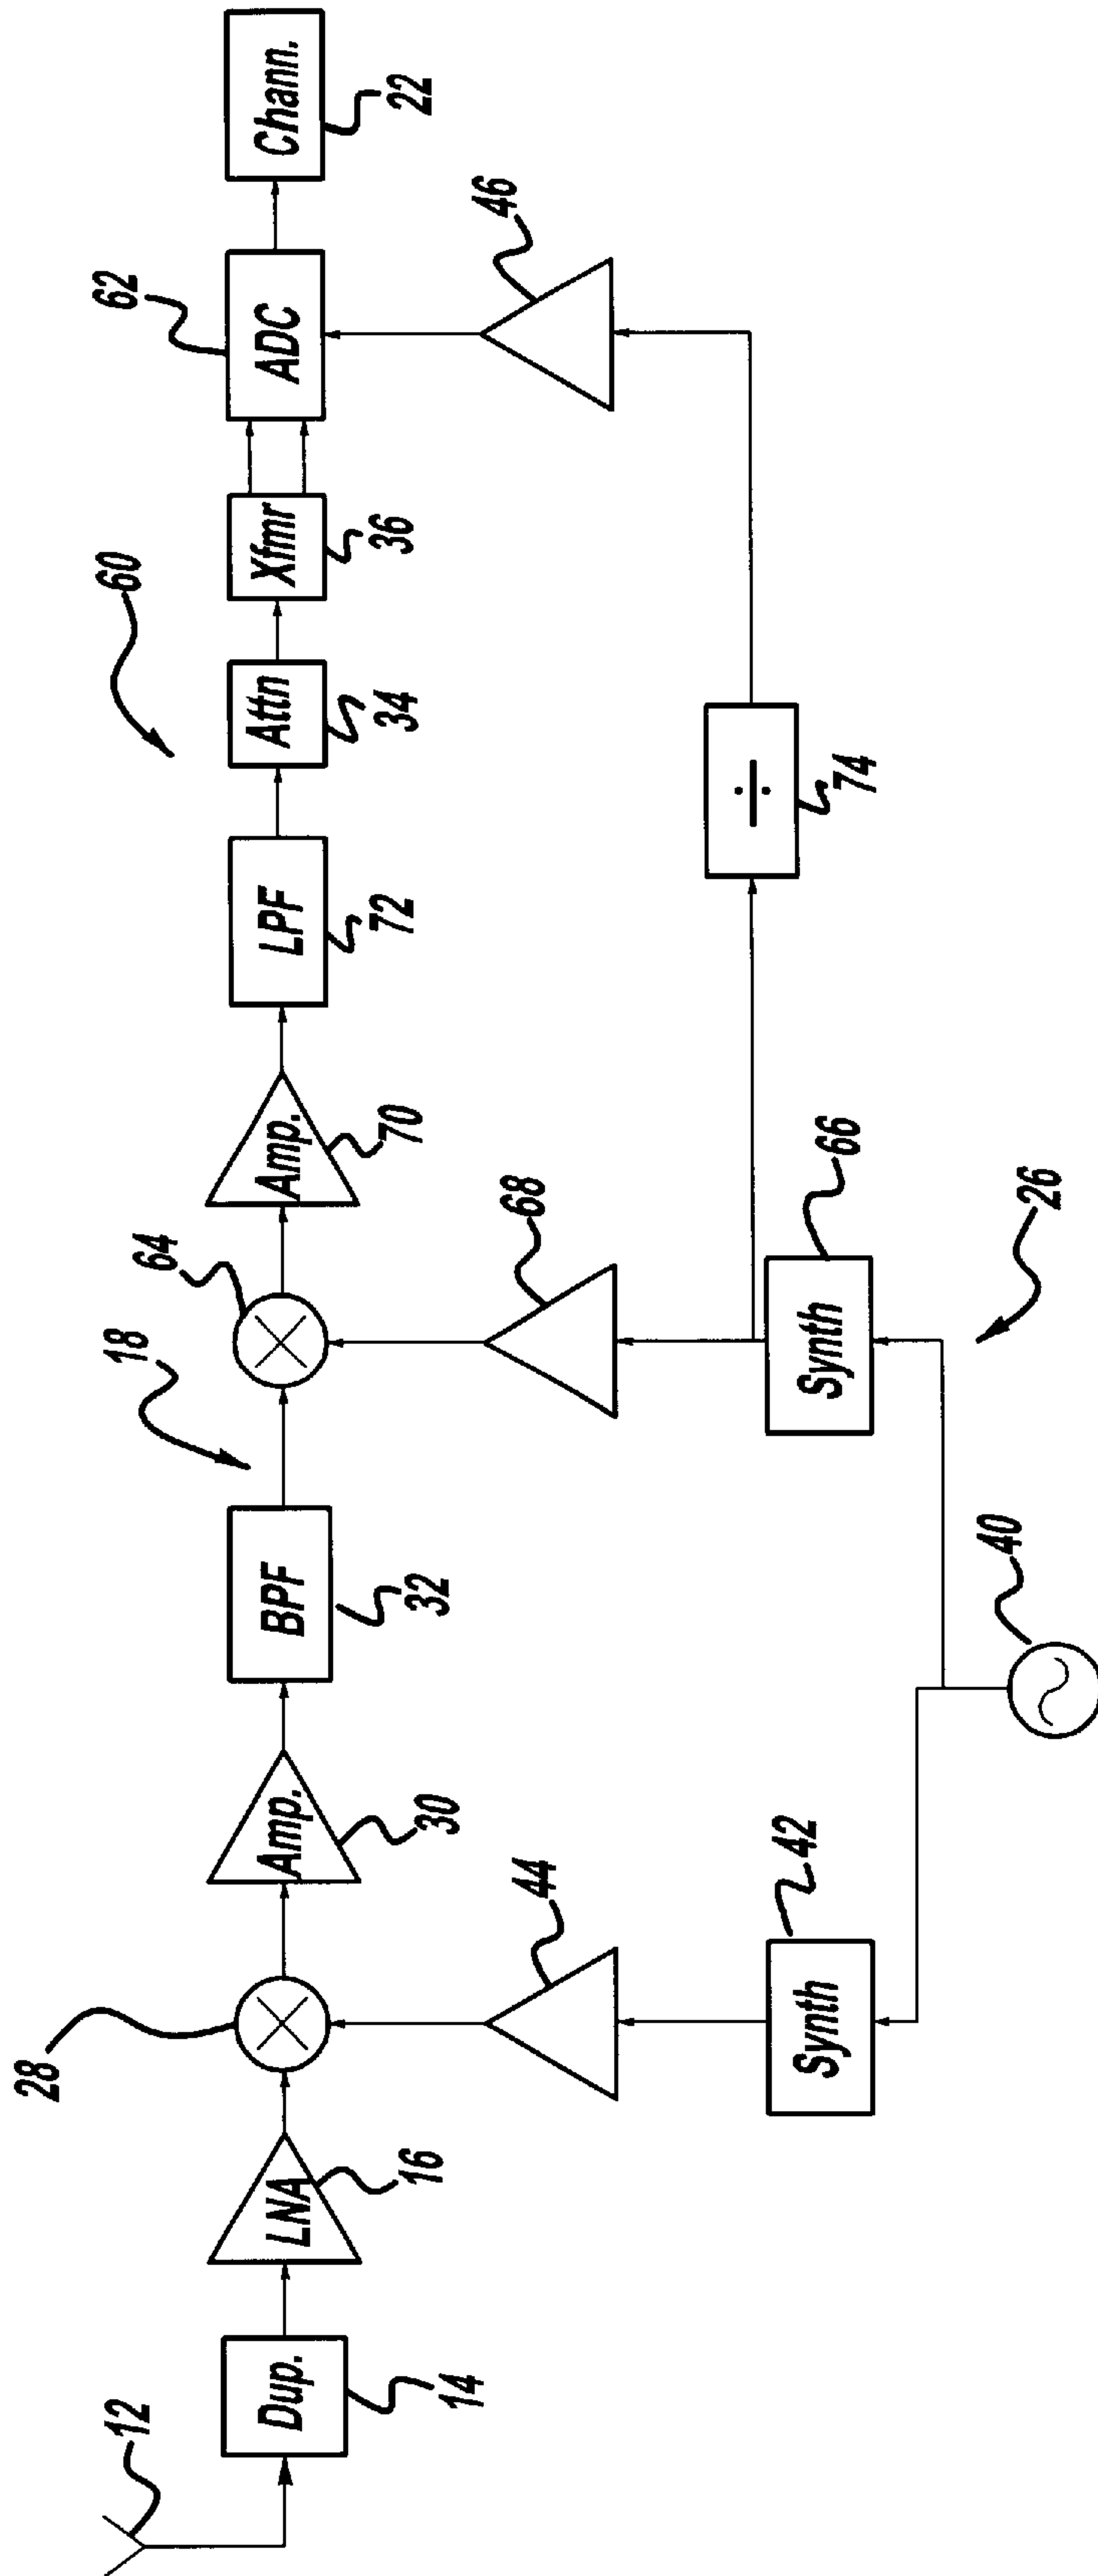 60
62
18
64
28
12
Dup.
LNA
Amp.
BPF
Amp.
LPF
Attn
Xfmr
ADC
Chann.
14
16
30
32
70
72
34
36
22
44
68
46
42
Synth
66
Synth
÷
74
40
26